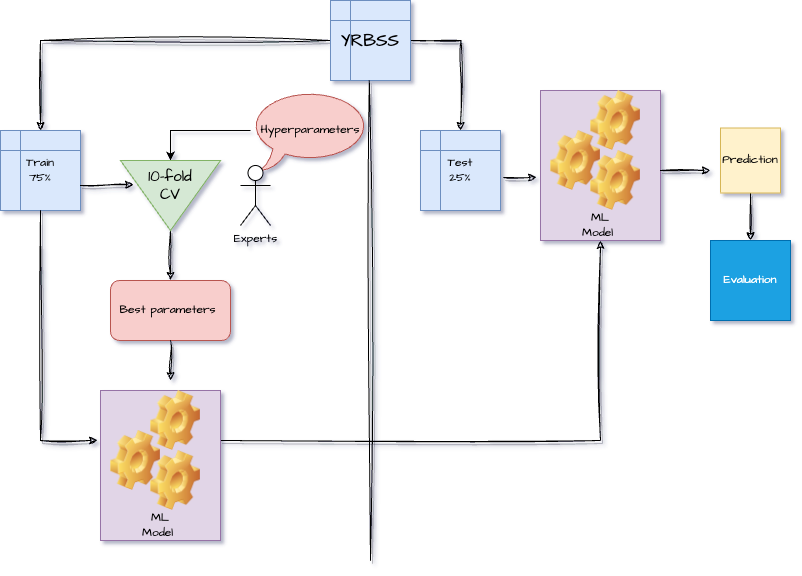 YRBSS
Hyperparameters
Train
75%
10-fold
CV
Experts
Best parameters
ML
Model
Test
25%
ML
Model
Prediction
Evaluation